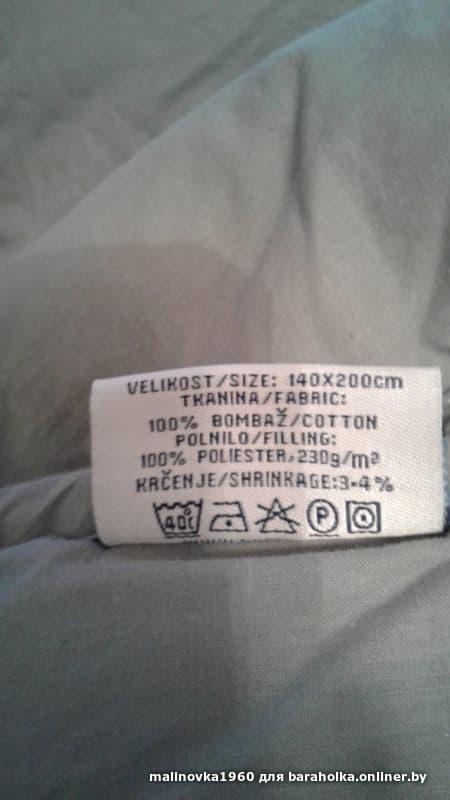 VELIKOST/SIZE: 140X200cm
TKANINA/FABRIC:
100% BOMBAŽ/COTTON
POLNILO/FILLING:
100% POLIESTER,230g/m²
KRČENJE/SHRINKAGE:3-4%
40° P
malinovka1960 для baraholka.onliner.by